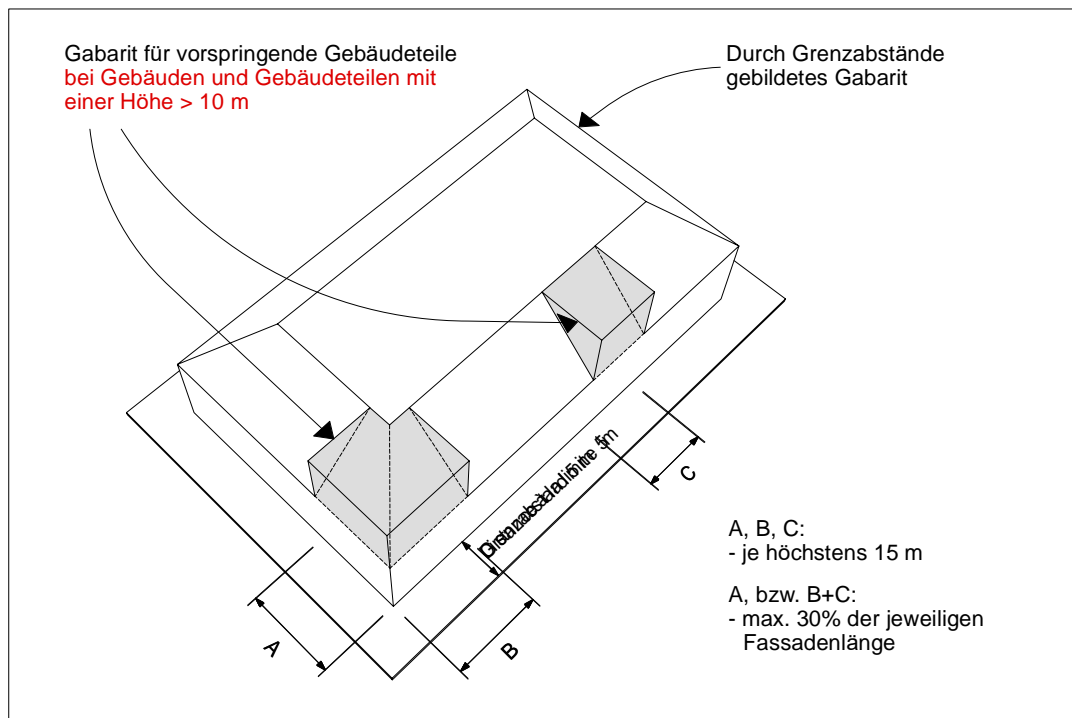 Gabarit für vorspringende Gebäudeteile
bei Gebäuden und Gebäudeteilen mit
einer Höhe > 10 m
Durch Grenzabstände
gebildetes Gabarit
C
B
A
A, B, C:
- je höchstens 15 m
A, bzw. B+C:
- max. 30% der jeweiligen
Fassadenlänge